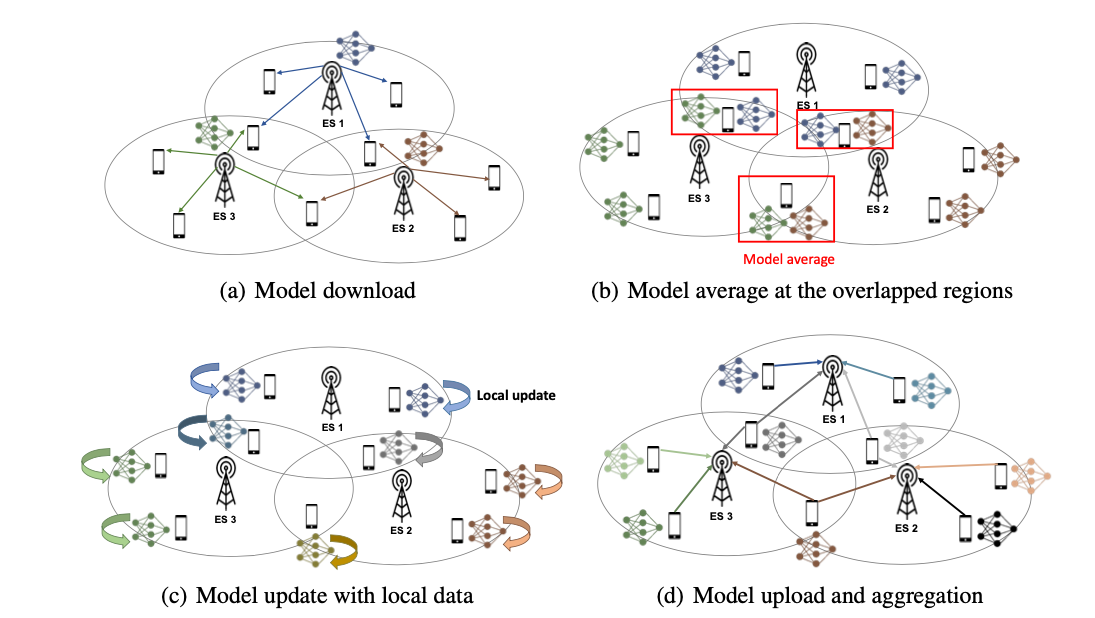 ES 1
ES 3
ES 2
(a) Model download
ES 1
ES 3
ES 2
Model average
(b) Model average at the overlapped regions
Local update
ES 1
ES 3
ES 2
(c) Model update with local data
ES 1
ES 3
ES 2
(d) Model upload and aggregation